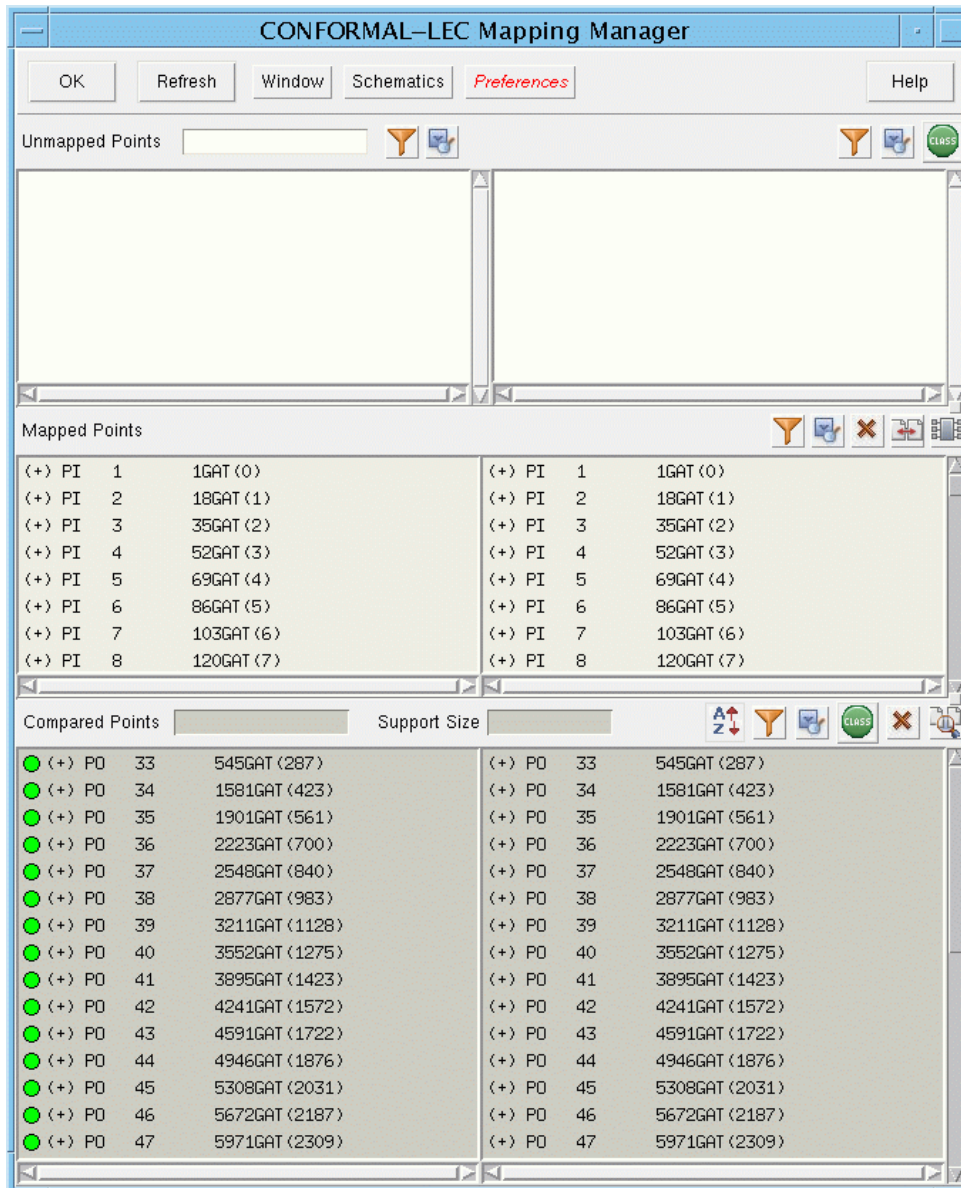 CONFORMAL–LEC Mapping Manager
OK Refresh Window Schematics Preferences Help
Unmapped Points CLASS
Mapped Points
(+) PI 1 1GAT(0) (+) PI 1 1GAT(0)
(+) PI 2 18GAT(1) (+) PI 2 18GAT(1)
(+) PI 3 35GAT(2) (+) PI 3 35GAT(2)
(+) PI 4 52GAT(3) (+) PI 4 52GAT(3)
(+) PI 5 69GAT(4) (+) PI 5 69GAT(4)
(+) PI 6 86GAT(5) (+) PI 6 86GAT(5)
(+) PI 7 103GAT(6) (+) PI 7 103GAT(6)
(+) PI 8 120GAT(7) (+) PI 8 120GAT(7)
Compared Points Support Size A Z CLASS
(+) PO 33 545GAT(287) (+) PO 33 545GAT(287)
(+) PO 34 1581GAT(423) (+) PO 34 1581GAT(423)
(+) PO 35 1901GAT(561) (+) PO 35 1901GAT(561)
(+) PO 36 2223GAT(700) (+) PO 36 2223GAT(700)
(+) PO 37 2548GAT(840) (+) PO 37 2548GAT(840)
(+) PO 38 2877GAT(983) (+) PO 38 2877GAT(983)
(+) PO 39 3211GAT(1128) (+) PO 39 3211GAT(1128)
(+) PO 40 3552GAT(1275) (+) PO 40 3552GAT(1275)
(+) PO 41 3895GAT(1423) (+) PO 41 3895GAT(1423)
(+) PO 42 4241GAT(1572) (+) PO 42 4241GAT(1572)
(+) PO 43 4591GAT(1722) (+) PO 43 4591GAT(1722)
(+) PO 44 4946GAT(1876) (+) PO 44 4946GAT(1876)
(+) PO 45 5308GAT(2031) (+) PO 45 5308GAT(2031)
(+) PO 46 5672GAT(2187) (+) PO 46 5672GAT(2187)
(+) PO 47 5971GAT(2309) (+) PO 47 5971GAT(2309)